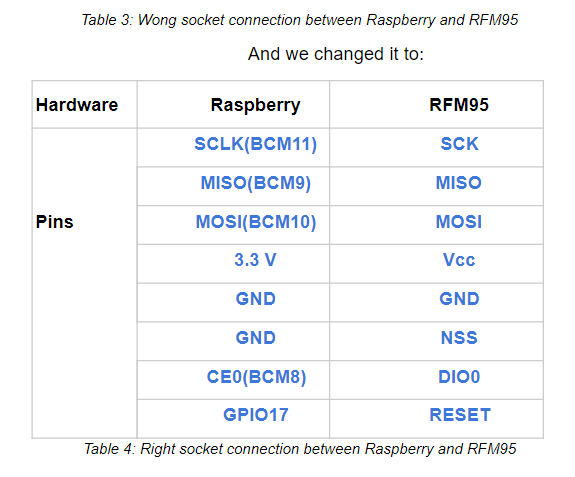 Table 3: Wong socket connection between Raspberry and RFM95
And we changed it to:
Hardware Raspberry RFM95
SCLK(BCM11) SCK
MISO(BCM9) MISO
Pins MOSI(BCM10) MOSI
3.3 V Vcc
GND GND
GND NSS
CE0(BCM8) DIO0
GPIO17 RESET
Table 4: Right socket connection between Raspberry and RFM95